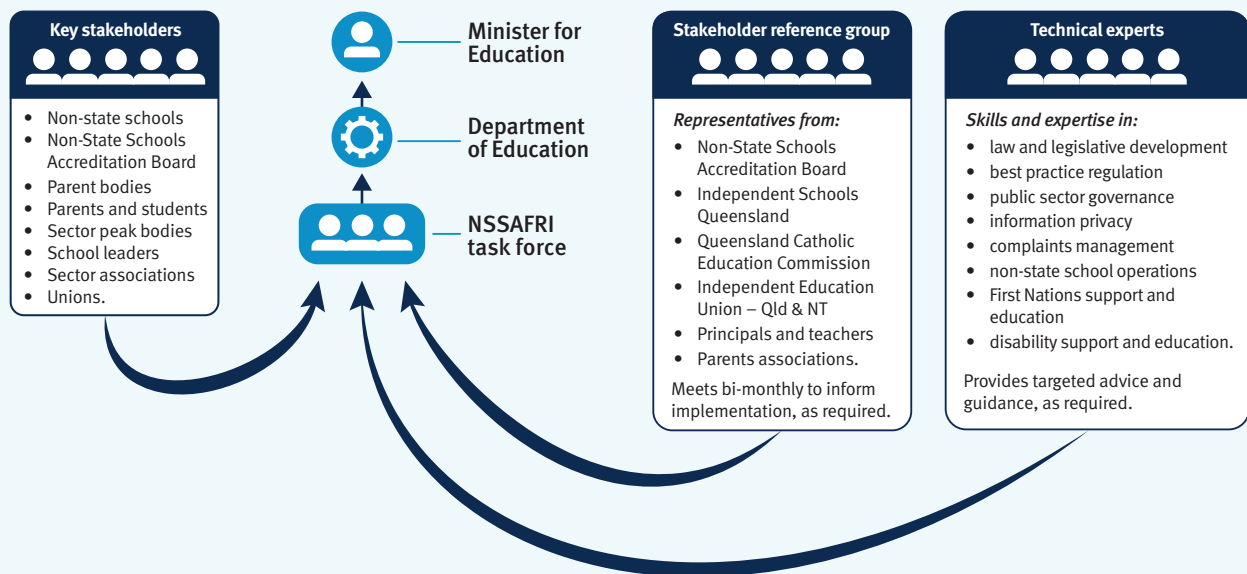 Key stakeholders
• Non-state schools
• Non-State Schools
Accreditation Board
• Parent bodies
• Parents and students
• Sector peak bodies
• School leaders
• Sector associations
• Unions.
Minister for
Education
Department
of Education
NSSAFRI
task force
Stakeholder reference group
Representatives from:
• Non-State Schools
Accreditation Board
• Independent Schools
Queensland
• Queensland Catholic
Education Commission
• Independent Education
Union – Qld & NT
• Principals and teachers
• Parents associations.
Meets bi-monthly to inform
implementation, as required.
Technical experts
Skills and expertise in:
• law and legislative development
• best practice regulation
• public sector governance
• information privacy
• complaints management
• non-state school operations
• First Nations support and
education
• disability support and education.
Provides targeted advice and
guidance, as required.